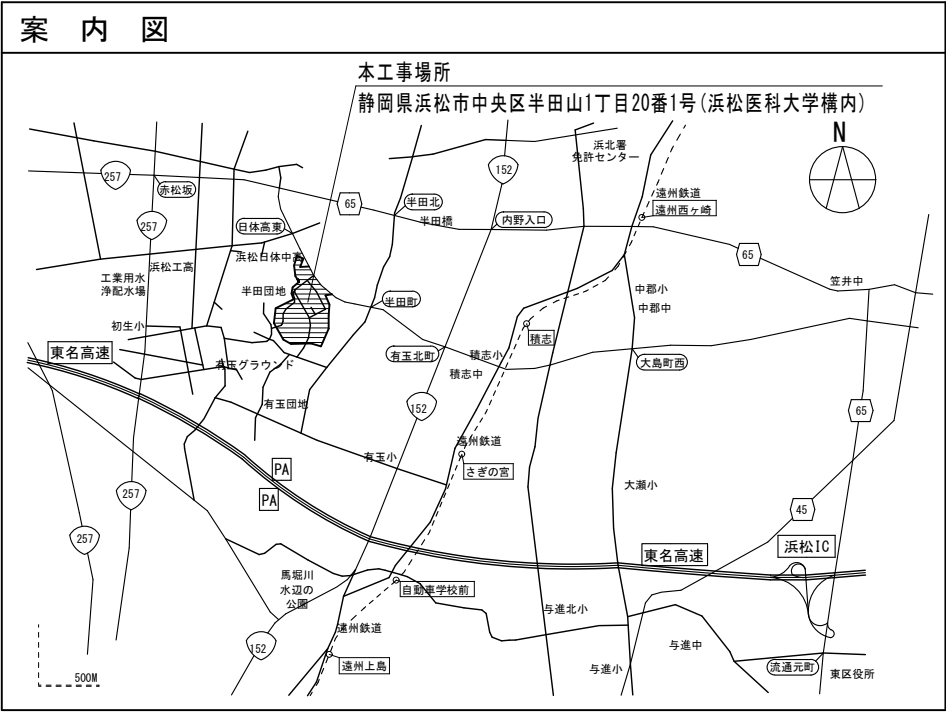 案内図
本工事場所
静岡県浜松市中央区半田山1丁目20番1号(浜松医科大学構内)
N
浜北署
免許センター
257
赤松坂
65
半田北
半田橋
152
内野入口
遠州鉄道
遠州西ヶ崎
257
日体高東
浜松日体中高
65
浜松工高
工業用水
浄配水場
半田団地
半田町
中郡小
中郡中
笠井中
初生小
積志
東名高速
有玉グラウンド
有玉北町
積志小
積志中
大島町西
有玉団地
152
65
遠州鉄道
有玉小
さぎの宮
PA
PA
大瀬小
257
45
257
東名高速
浜松IC
馬堀川
水辺の
公園
自動車学校前
与進北小
遠州鉄道
152
与進中
遠州上島
与進小
流通元町
東区役所
500M